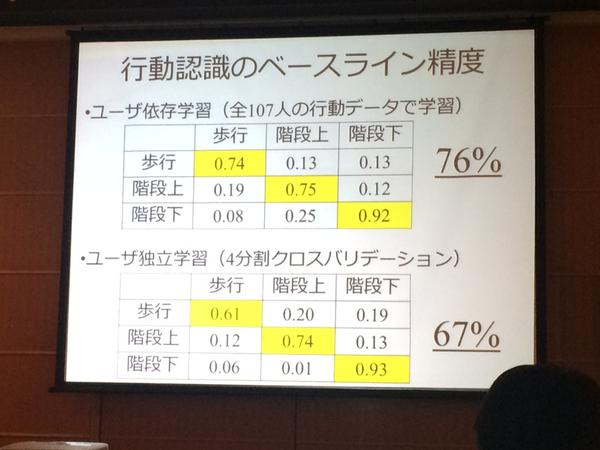 行動認識のベースライン精度
•ユーザ依存学習（全107人の行動データで学習）
歩行 階段上 階段下
歩行 0.74 0.13 0.13
階段上 0.19 0.75 0.12
階段下 0.08 0.25 0.92
76%
•ユーザ独立学習（4分割クロスバリデーション）
歩行 階段上 階段下
歩行 0.61 0.20 0.19
階段上 0.12 0.74 0.13
階段下 0.06 0.01 0.93
67%